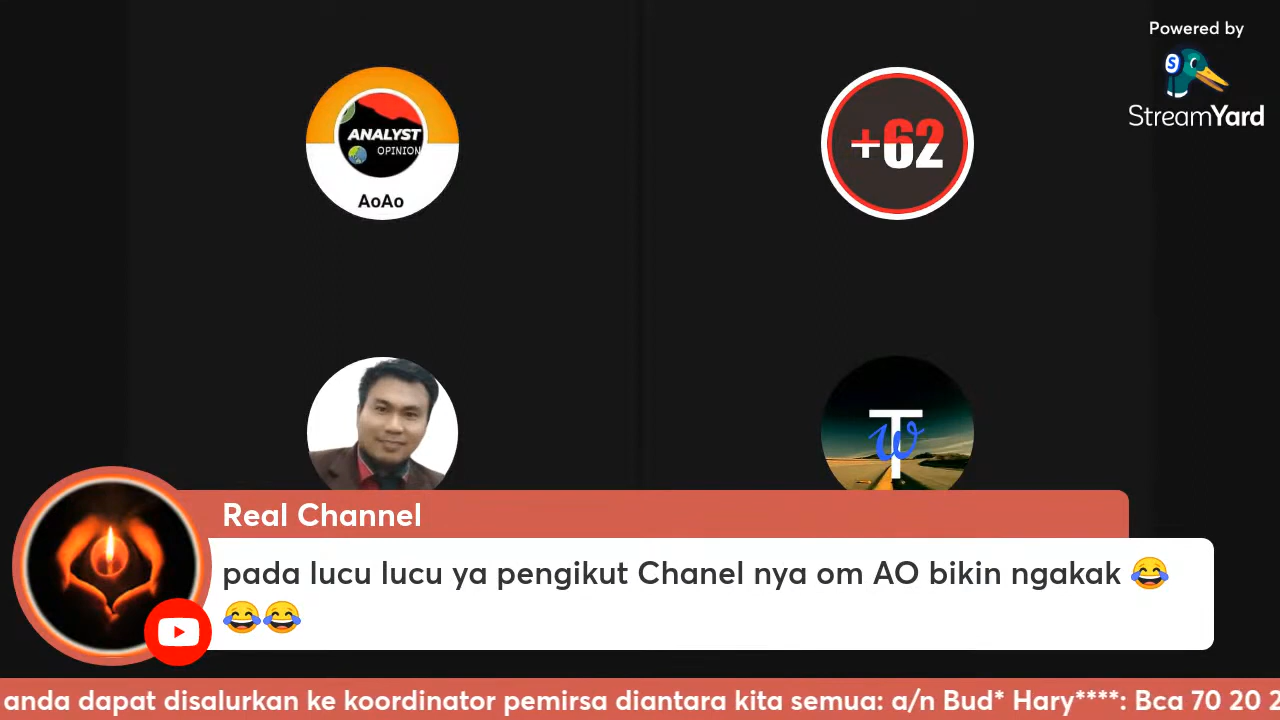 Powered by
S
StreamYard
ANALYST
OPINION
AoAo
+62
T
w
Real Channel
pada lucu lucu ya pengikut Chanel nya om AO bikin ngakak 😂
😂😂
anda dapat disalurkan ke koordinator pemirsa diantara kita semua: a/n Bud* Hary****: Bca 70 20 2